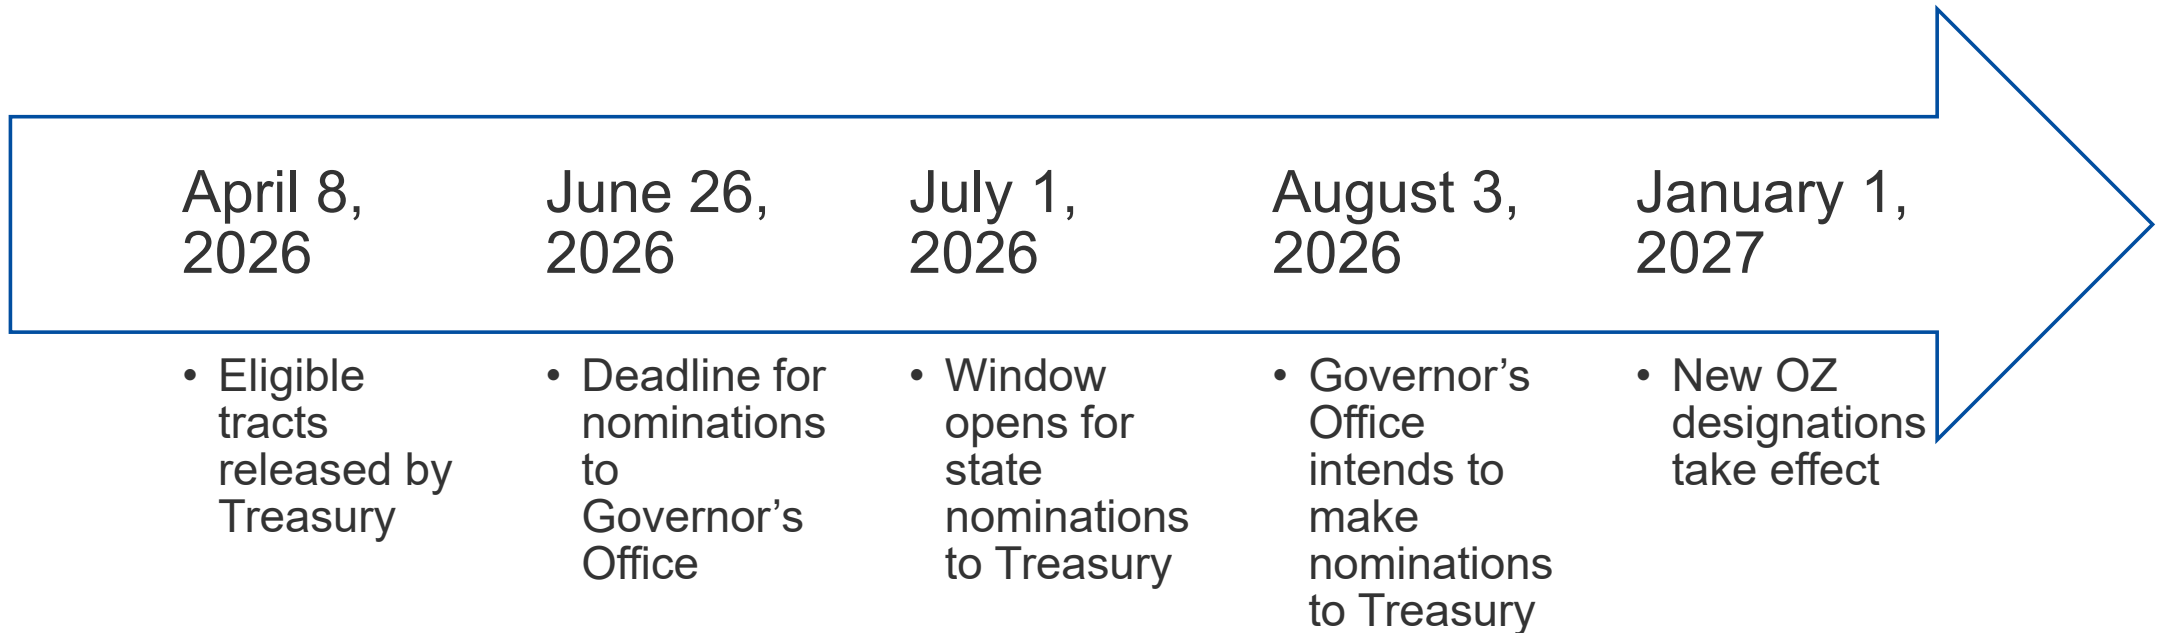 April 8,
2026
June 26,
2026
July 1,
2026
August 3,
2026
January 1,
2027
• Eligible
tracts
released by
Treasury
• Deadline for
nominations
to
Governor’s
Office
• Window
opens for
state
nominations
to Treasury
• Governor’s
Office
intends to
make
nominations
to Treasury
• New OZ
designations
take effect